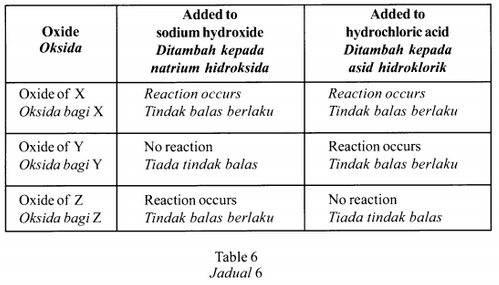 Oxide
Oksida
Added to
sodium hydroxide
Ditambah kepada
natrium hidroksida
Added to
hydrochloric acid
Ditambah kepada
asid hidroklorik
Oxide of X
Oksida bagi X
Reaction occurs
Tindak balas berlaku
Reaction occurs
Tindak balas berlaku
Oxide of Y
Oksida bagi Y
No reaction
Tiada tindak balas
Reaction occurs
Tindak balas berlaku
Oxide of Z
Oksida bagi Z
Reaction occurs
Tindak balas berlaku
No reaction
Tiada tindak balas
Table 6
Jadual 6